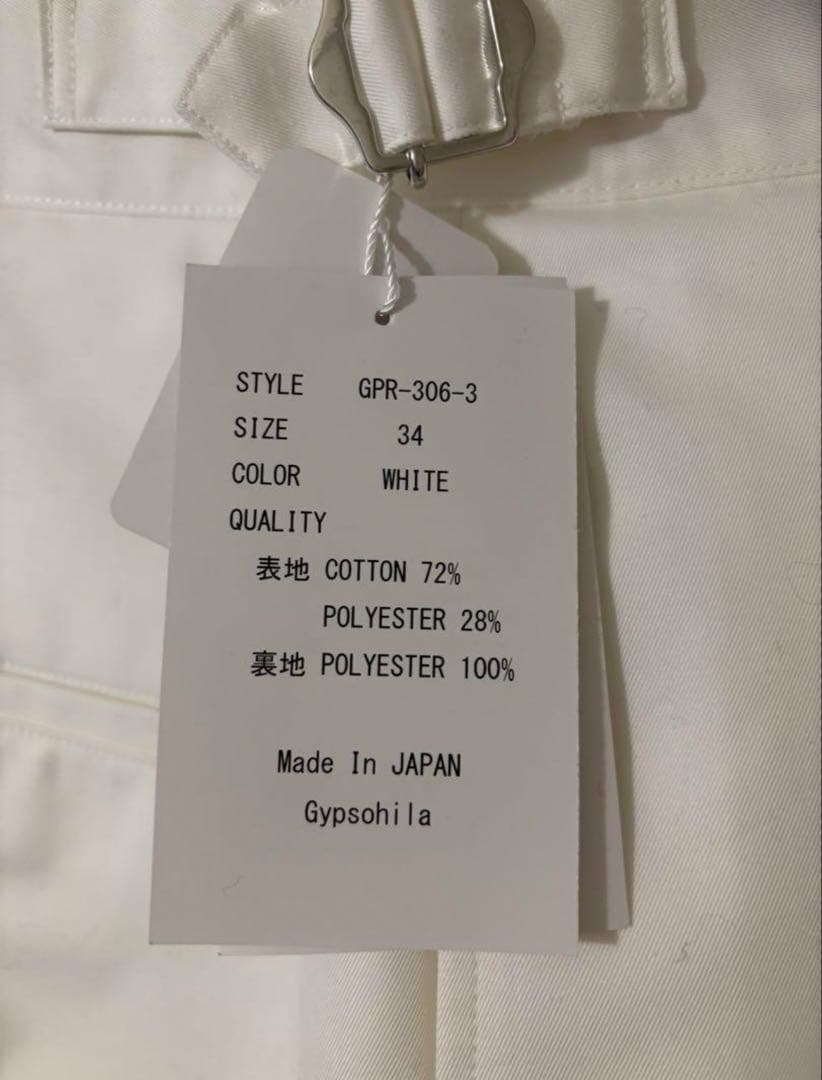 STYLE GPR-306-3
SIZE 34
COLOR WHITE
QUALITY
表地 COTTON 72%
POLYESTER 28%
裏地 POLYESTER 100%
Made In JAPAN
Gypsohila